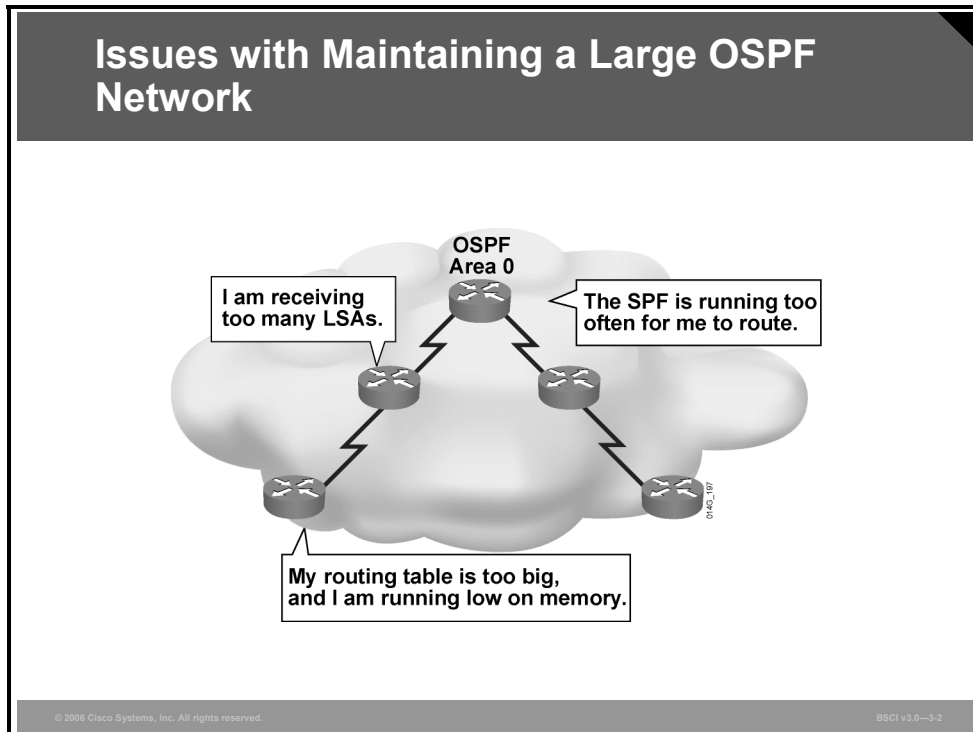 Issues with Maintaining a Large OSPF
Network
OSPF
Area 0
I am receiving
too many LSAs.
The SPF is running too
often for me to route.
014G_197
My routing table is too big,
and I am running low on memory.
© 2006 Cisco Systems, Inc. All rights reserved.
BSCI v3.0—3-2